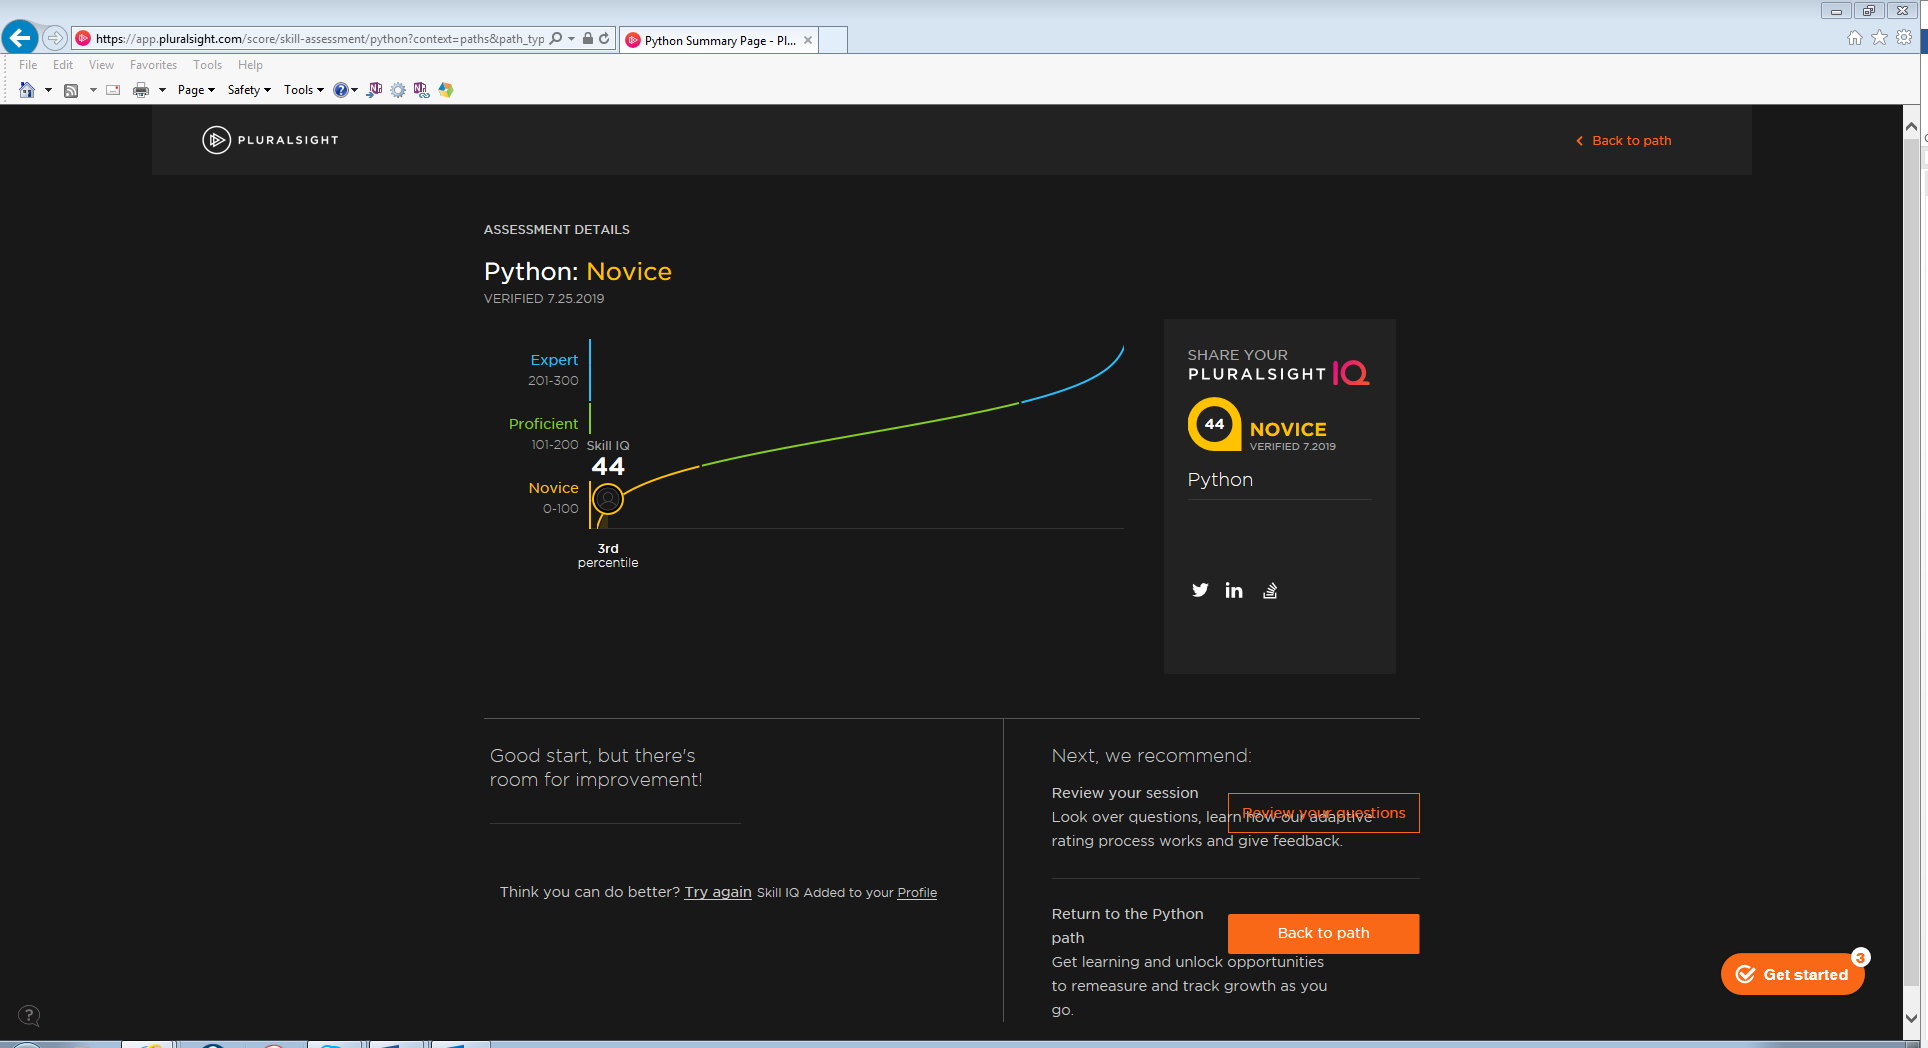 https://app.pluralsight.com/score/skill-assessment/python?context=paths&path_typ
Python Summary Page - Pl...
File Edit View Favorites Tools Help
Page Safety Tools
PLURALSIGHT
Back to path
ASSESSMENT DETAILS
Python: Novice
VERIFIED 7.25.2019
Expert
201-300
Proficient
101-200
Skill IQ
44
Novice
0-100
3rd
percentile
SHARE YOUR
PLURALSIGHT IQ
44
NOVICE
VERIFIED 7.2019
Python
Good start, but there's
room for improvement!
Think you can do better? Try again Skill IQ Added to your Profile
Next, we recommend:
Review your session
Review your questions
Look over questions, learn how our adaptive
rating process works and give feedback.
Return to the Python
path
Back to path
Get learning and unlock opportunities
to remeasure and track growth as you
go.
Get started
3